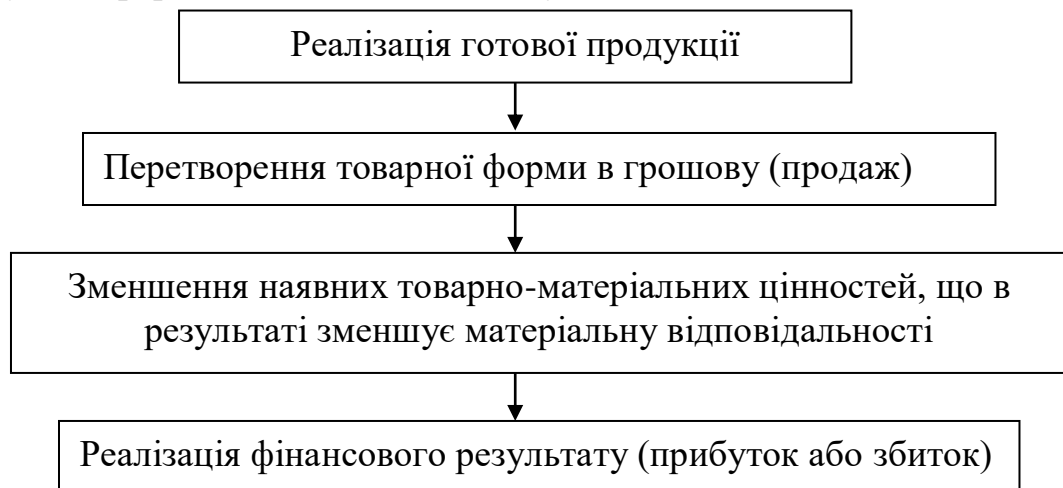 Реалізація готової продукції
Перетворення товарної форми в грошову (продаж)
Зменшення наявних товарно-матеріальних цінностей, що в
результаті зменшує матеріальну відповідальності
Реалізація фінансового результату (прибуток або збиток)